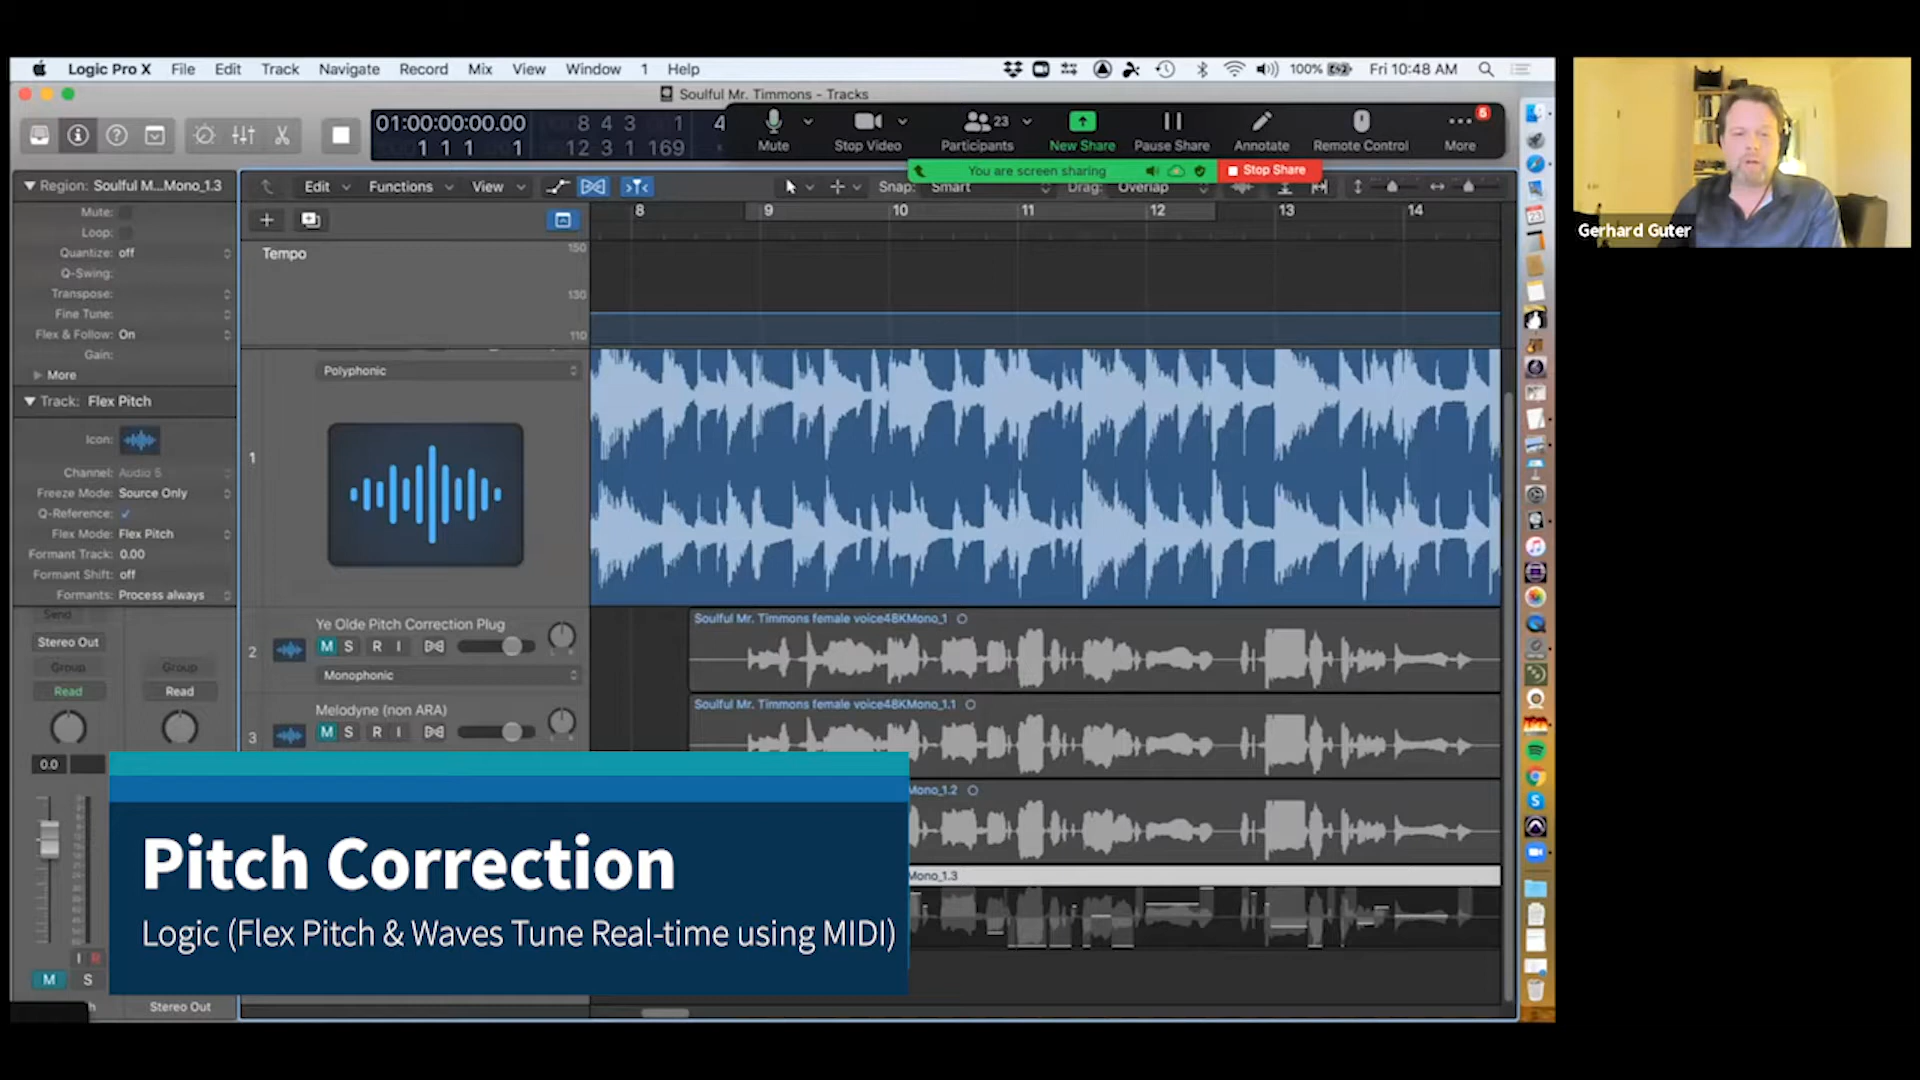 Logic Pro X File Edit Track Navigate Record Mix View Window 1 Help 100% Fri 10:48 AM
Soulful Mr. Timmons - Tracks
01:00:00:00.00 8 4 3 1 4
1 1 1 1 12 3 1 169
Mute Stop Video Participants 23 New Share Pause Share Annotate Remote Control More 5
You are screen sharing Stop Share
Region: Soulful M...Mono_1.3
Edit Functions View Snap: Smart Drag: Overlap
Mute:
Loop:
Quantize: off
Q-Swing:
Transpose:
Fine Tune:
Flex & Follow: On
Gain:
More
8 9 10 11 12 13 14
Tempo 150
130
110
Track: Flex Pitch
Icon:
Channel: Audio 5
Freeze Mode: Source Only
Q-Reference: ✓
Flex Mode: Flex Pitch
Formant Track: 0.00
Formant Shift: off
Formants: Process always
Send
Stereo Out
Group Group
Read Read
0.0
I R
M S
Stereo Out
Polyphonic
1
Ye Olde Pitch Correction Plug
2 M S R I
Monophonic
Melodyne (non ARA)
3 M S R I
Soulful Mr. Timmons female voice48KMono_1
Soulful Mr. Timmons female voice48KMono_1.1
Mono_1.2
Mono_1.3
Pitch Correction
Logic (Flex Pitch & Waves Tune Real-time using MIDI)
Gerhard Guter